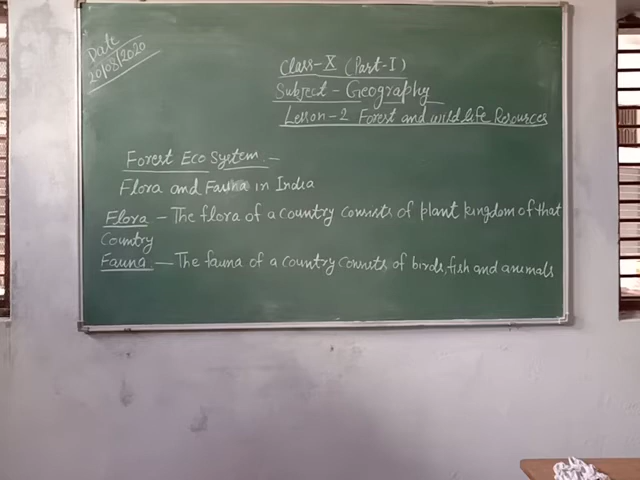 Date
20/08/2020
Class-X (Part-I)
Subject - Geography
Lesson-2 Forest and wild life Resources
Forest Eco System :-
Flora and Fauna in India
Flora - The flora of a country consists of plant kingdom of that
Country
Fauna - The fauna of a country consists of birds, fish and animals